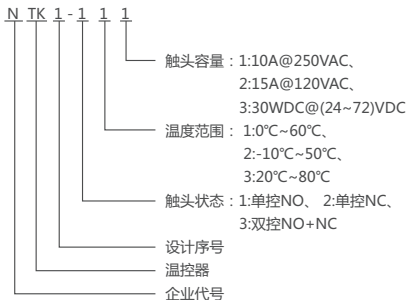 N TK 1-1 1 1
触头容量：1:10A@250VAC、
2:15A@120VAC、
3:30WDC@(24~72)VDC
温度范围：1:0℃~60℃、
2:-10℃~50℃、
3:20℃~80℃
触头状态：1:单控NO、 2:单控NC、
3:双控NO+NC
设计序号
温控器
企业代号